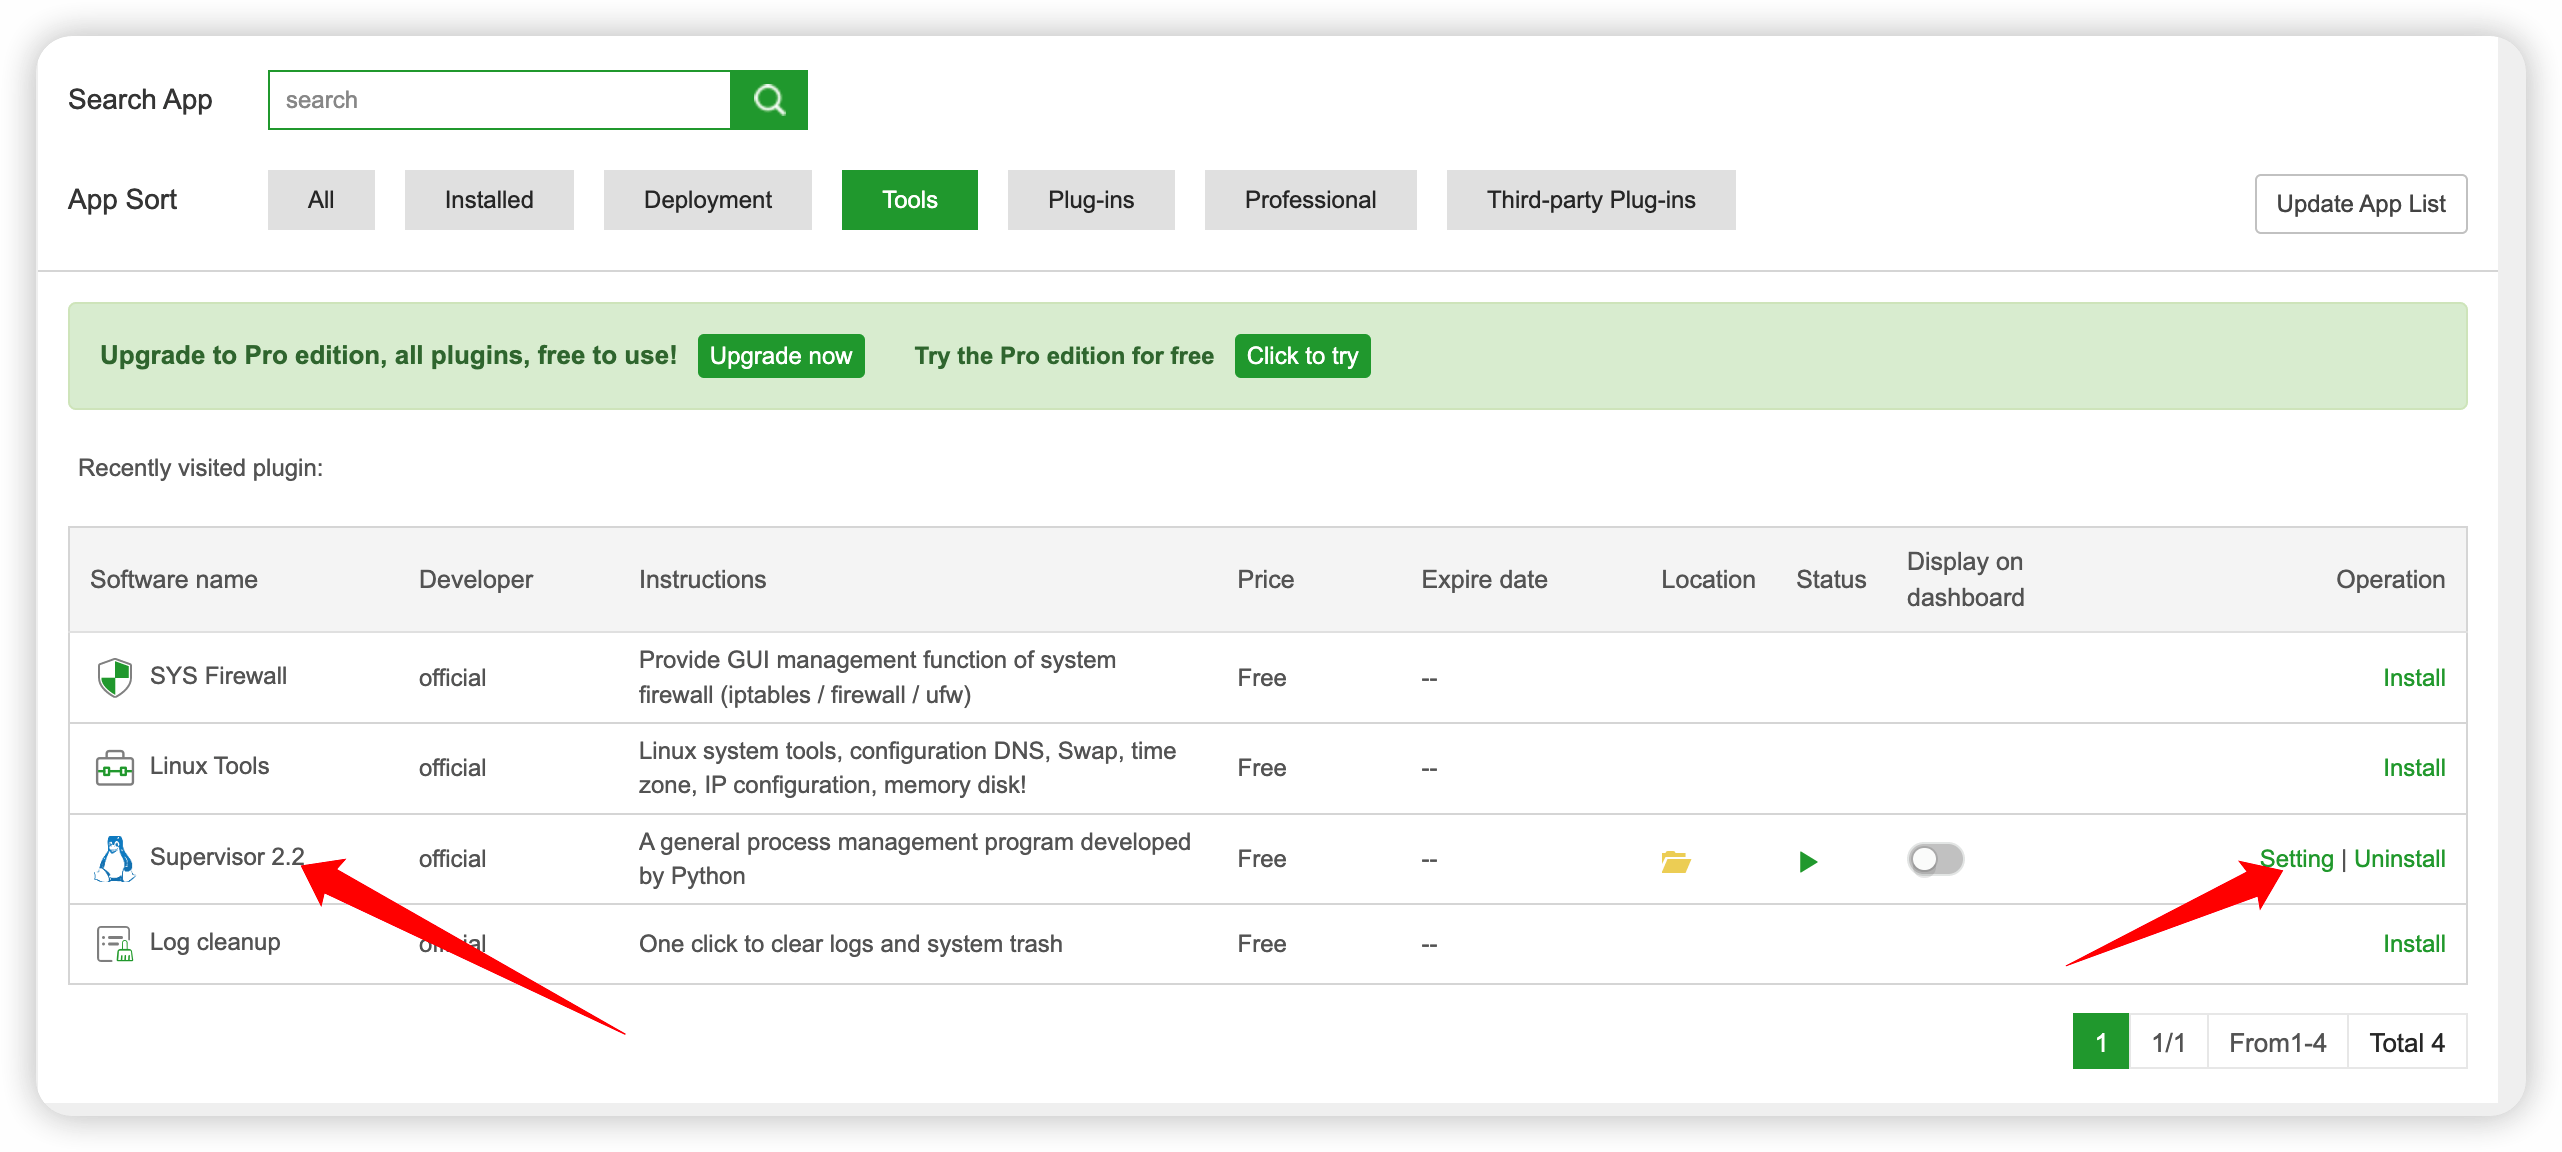 Search App
search
App Sort
All
Installed
Deployment
Tools
Plug-ins
Professional
Third-party Plug-ins
Update App List
Upgrade to Pro edition, all plugins, free to use!
Upgrade now
Try the Pro edition for free
Click to try
Recently visited plugin:
Software name
Developer
Instructions
Price
Expire date
Location
Status
Display on
dashboard
Operation
SYS Firewall
official
Provide GUI management function of system
firewall (iptables / firewall / ufw)
Free
--
Install
Linux Tools
official
Linux system tools, configuration DNS, Swap, time
zone, IP configuration, memory disk!
Free
--
Install
Supervisor 2.2
official
A general process management program developed
by Python
Free
--
Setting | Uninstall
Log cleanup
official
One click to clear logs and system trash
Free
--
Install
1
1/1
From1-4
Total 4